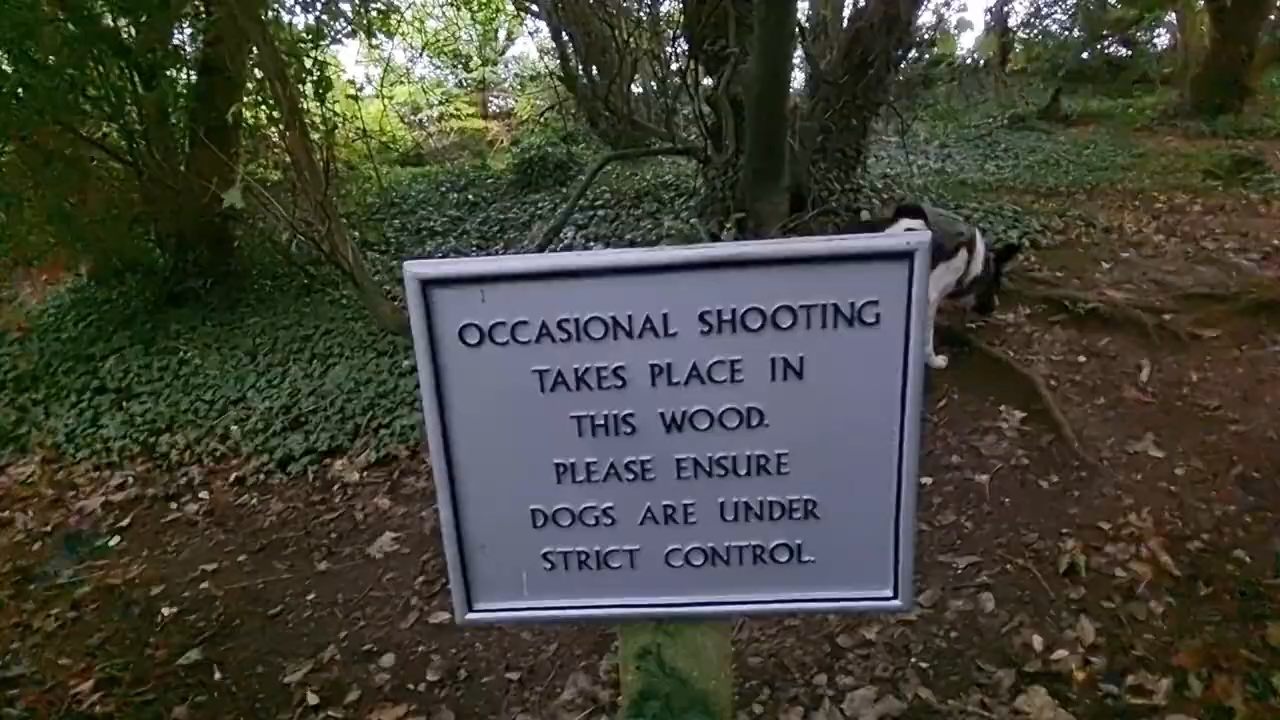 OCCASIONAL SHOOTING
TAKES PLACE IN
THIS WOOD.
PLEASE ENSURE
DOGS ARE UNDER
STRICT CONTROL.